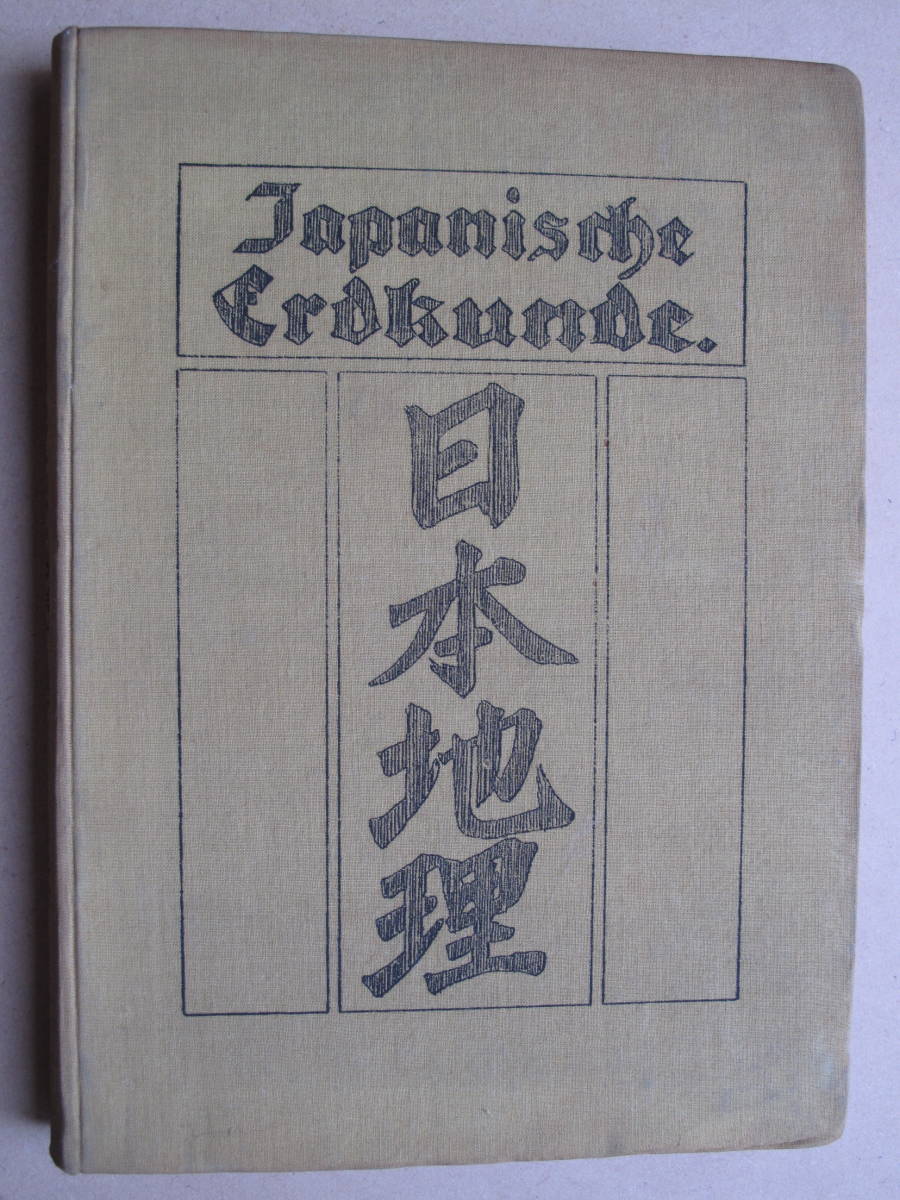 Japanische
Erdkunde.
日本地理